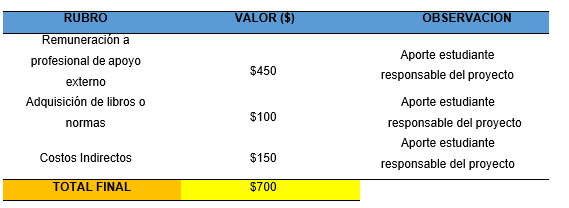 RUBRO VALOR ($) OBSERVACION
Remuneración a
profesional de apoyo
externo
$450
Aporte estudiante
responsable del proyecto
Adquisición de libros o
normas
$100
Aporte estudiante
responsable del proyecto
Costos Indirectos
$150
Aporte estudiante
responsable del proyecto
TOTAL FINAL $700